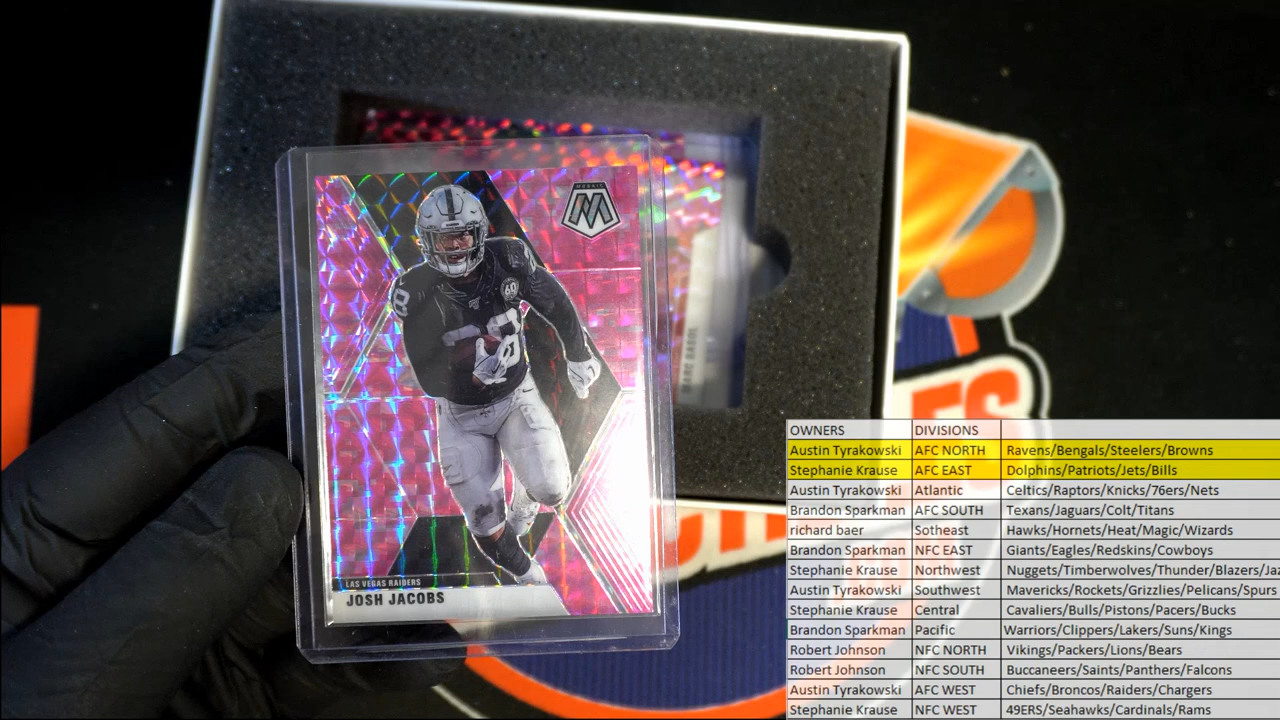 MOSAIC
M
28
60
8
28
LAS VEGAS RAIDERS
JOSH JACOBS
MARC GASOL
OWNERS DIVISIONS
Austin Tyrakowski AFC NORTH Ravens/Bengals/Steelers/Browns
Stephanie Krause AFC EAST Dolphins/Patriots/Jets/Bills
Austin Tyrakowski Atlantic Celtics/Raptors/Knicks/76ers/Nets
Brandon Sparkman AFC SOUTH Texans/Jaguars/Colt/Titans
richard baer Sotheast Hawks/Hornets/Heat/Magic/Wizards
Brandon Sparkman NFC EAST Giants/Eagles/Redskins/Cowboys
Stephanie Krause Northwest Nuggets/Timberwolves/Thunder/Blazers/Jaz
Austin Tyrakowski Southwest Mavericks/Rockets/Grizzlies/Pelicans/Spurs
Stephanie Krause Central Cavaliers/Bulls/Pistons/Pacers/Bucks
Brandon Sparkman Pacific Warriors/Clippers/Lakers/Suns/Kings
Robert Johnson NFC NORTH Vikings/Packers/Lions/Bears
Robert Johnson NFC SOUTH Buccaneers/Saints/Panthers/Falcons
Austin Tyrakowski AFC WEST Chiefs/Broncos/Raiders/Chargers
Stephanie Krause NFC WEST 49ERS/Seahawks/Cardinals/Rams